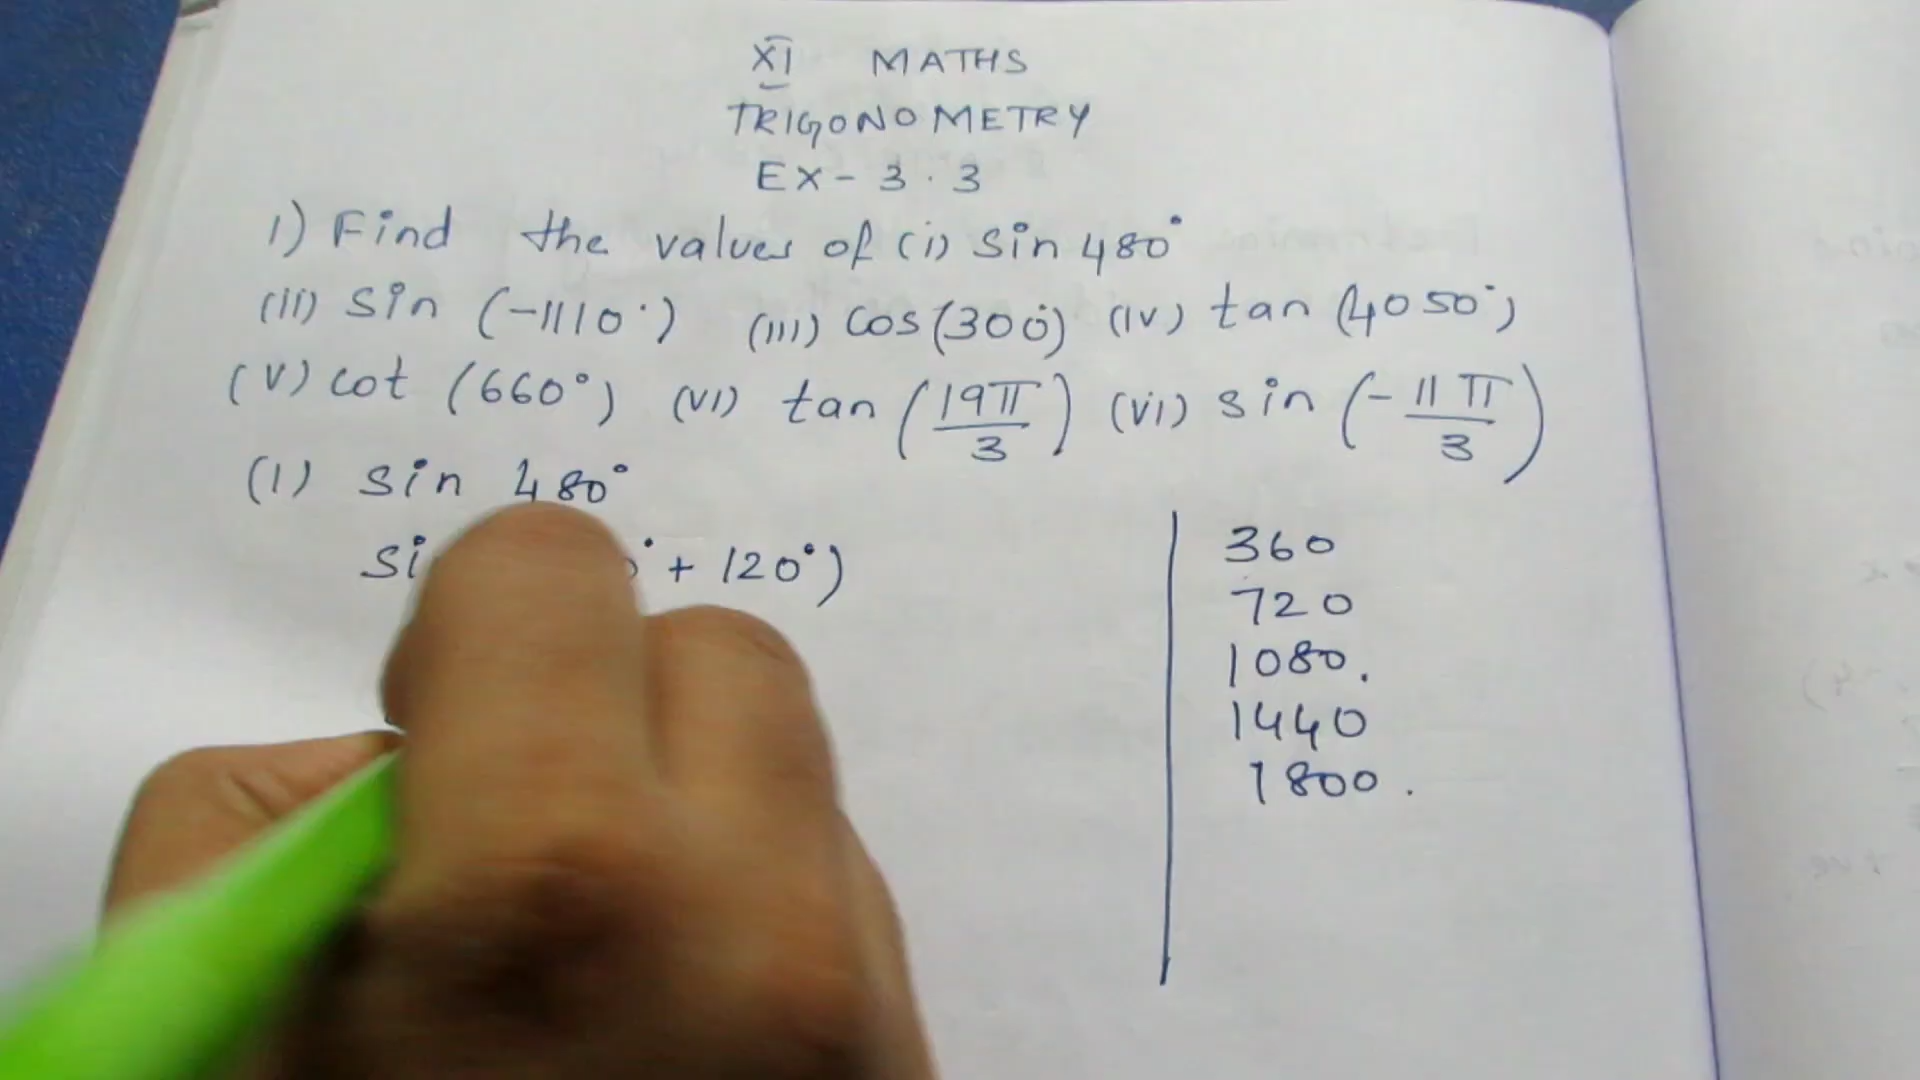 XI MATHS
TRIGONOMETRY
EX - 3.3
1) Find the values of (i) sin 480°
(ii) sin (-1110°) (iii) cos (300°) (iv) tan (4050°)
(v) cot (660°) (vi) tan (19π/3) (vi) sin (-11π/3)
(1) sin 480°
+ 120°)
360
720
1080.
1440
1800.